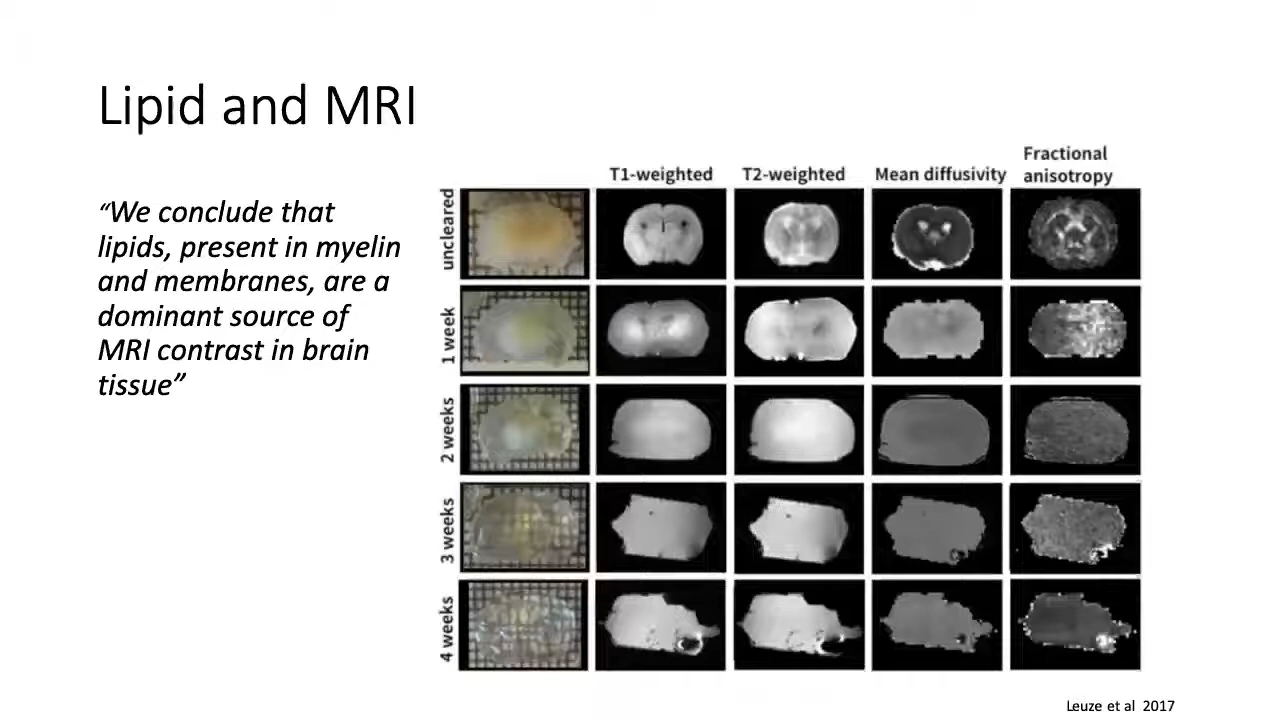 Lipid and MRI
“We conclude that
lipids, present in myelin
and membranes, are a
dominant source of
MRI contrast in brain
tissue”
T1-weighted
T2-weighted
Mean diffusivity
Fractional
anisotropy
uncleared
1 week
2 weeks
3 weeks
4 weeks
Leuze et al 2017